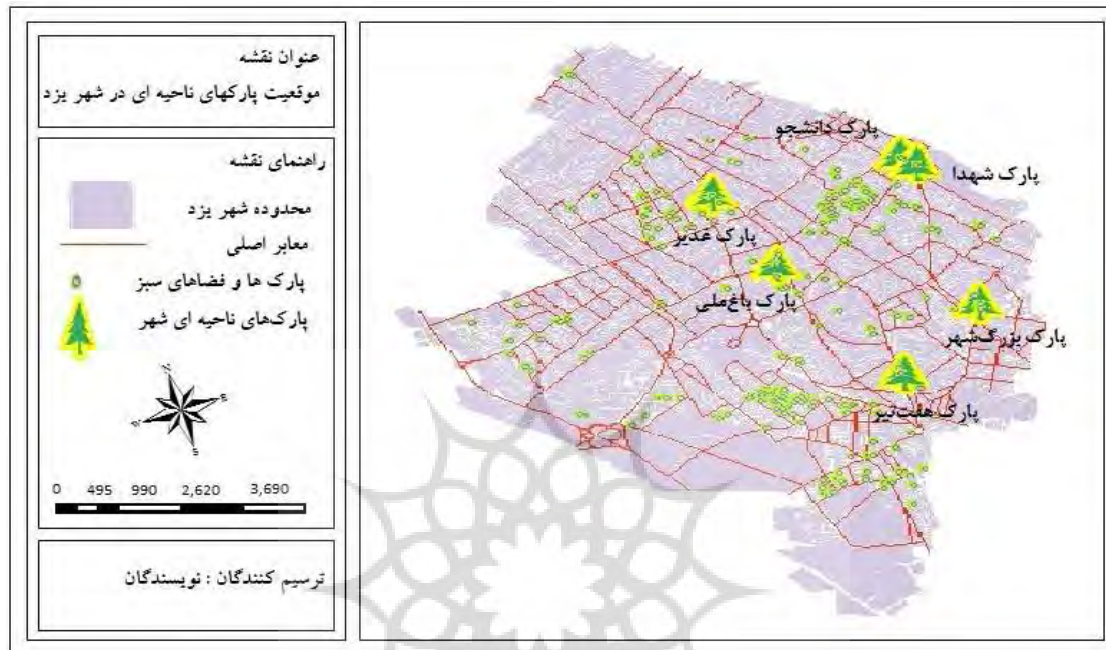 عنوان نقشه
موقعیت پارکهای ناحیه ای در شهر یزد
راهنمای نقشه
محدوده شهر یزد
معابر اصلی
پارک ها و فضاهای سبز
پارک‌های ناحیه ای شهر
0 495 990 2,620 3,690
ترسیم کنندگان : نویسندگان
پارک دانشجو
پارک شهدا
پارک غدیر
پارک باغ‌ملی
پارک بزرگ‌شهر
پارک هفت‌تیر